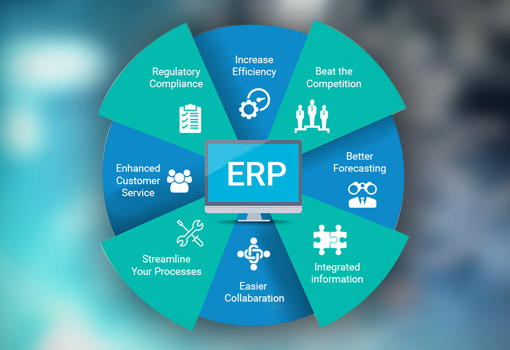 Increase
Efficiency
Beat the
Competition
Better
Forecasting
Integrated
information
Easier
Collabaration
Streamline
Your Processes
Enhanced
Customer
Service
Regulatory
Compliance
ERP